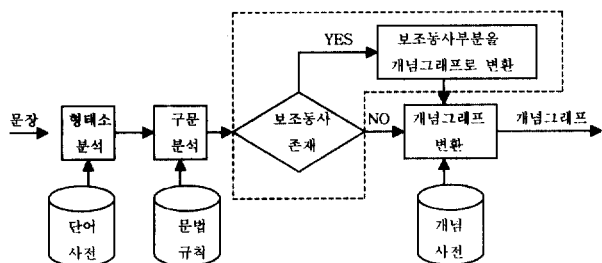 YES
보조동사부분을
개념그래프로 변환
문장
형태소
분석
구문
분석
보조동사
존재
NO
개념그래프
변환
개념그래프
단어
사전
문법
규칙
개념
사전